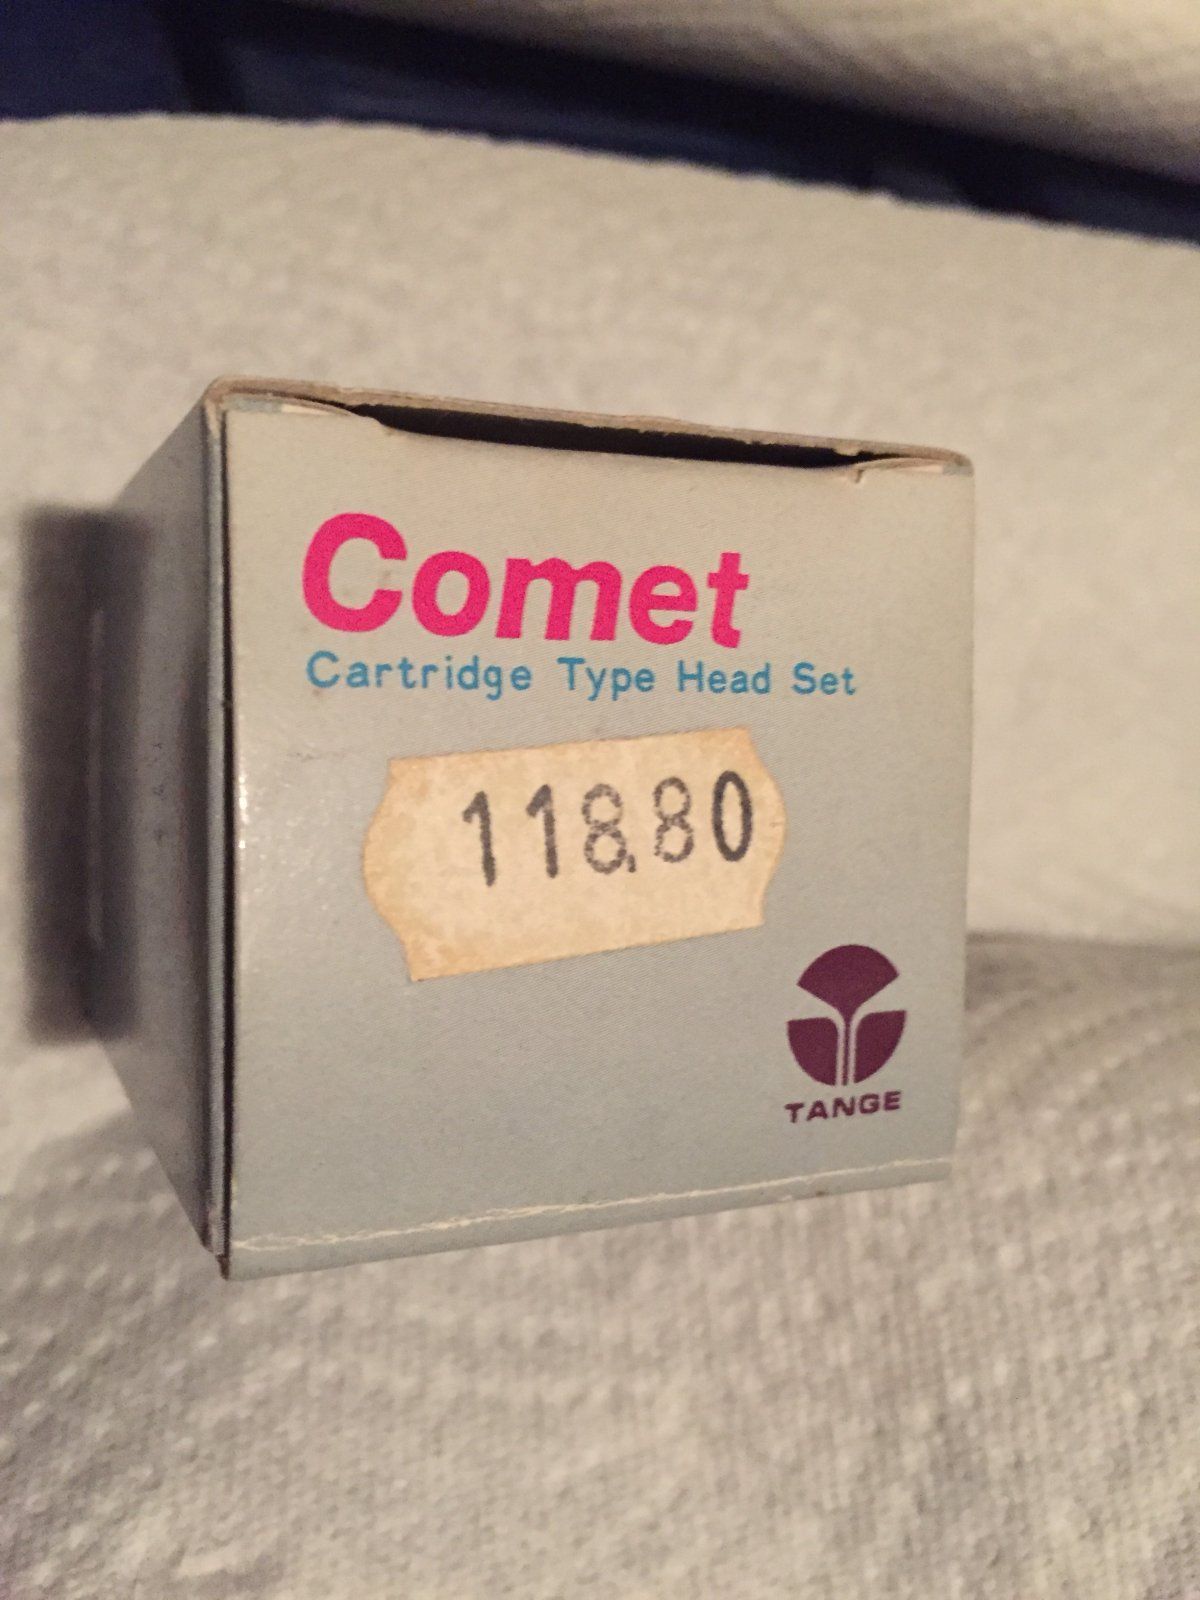 Comet
Cartridge Type Head Set
118.80
TANGE